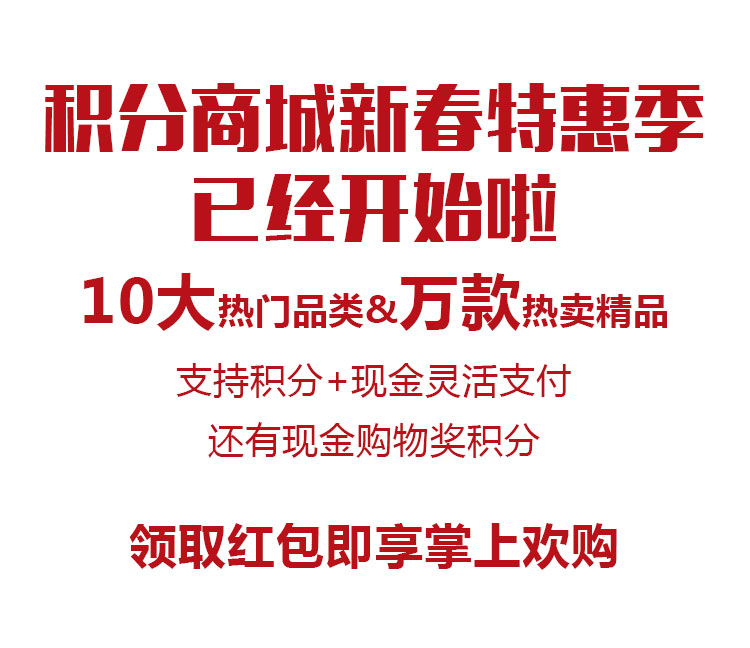 积分商城新春特惠季
已经开始啦
10大热门品类&万款热卖精品
支持积分+现金灵活支付
还有现金购物奖积分
领取红包即享掌上欢购